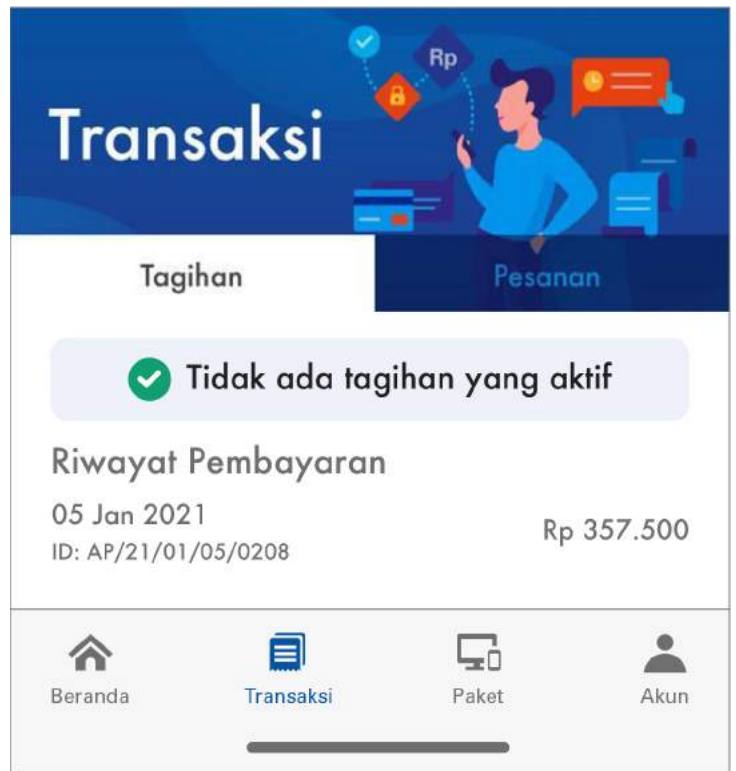 Rp
Transaksi
Tagihan
Pesanan
Tidak ada tagihan yang aktif
Riwayat Pembayaran
05 Jan 2021
Rp 357.500
ID: AP/21/01/05/0208
Beranda
Transaksi
Paket
Akun